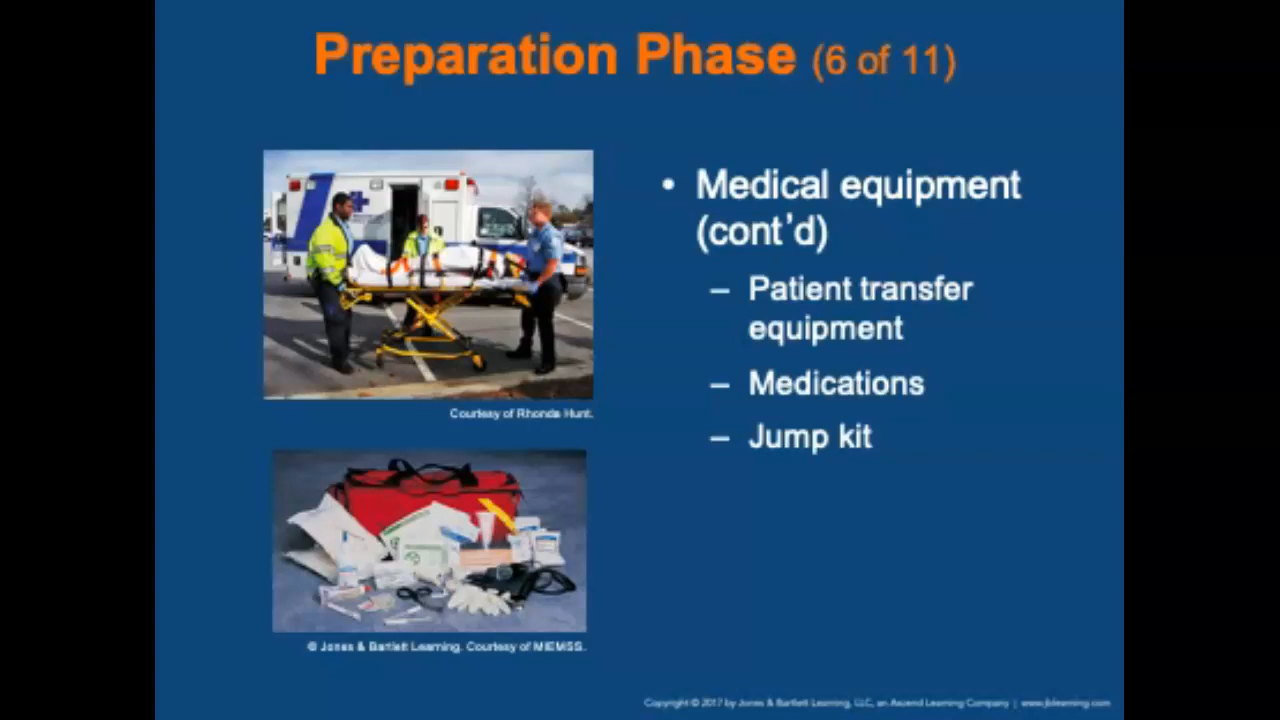 Preparation Phase (6 of 11)
• Medical equipment
(cont’d)
– Patient transfer
equipment
– Medications
– Jump kit
Courtesy of Rhonda Hunt.
© Jones & Bartlett Learning. Courtesy of MIEMSS.
Copyright © 2017 by Jones & Bartlett Learning, LLC, an Ascend Learning Company | www.jblearning.com